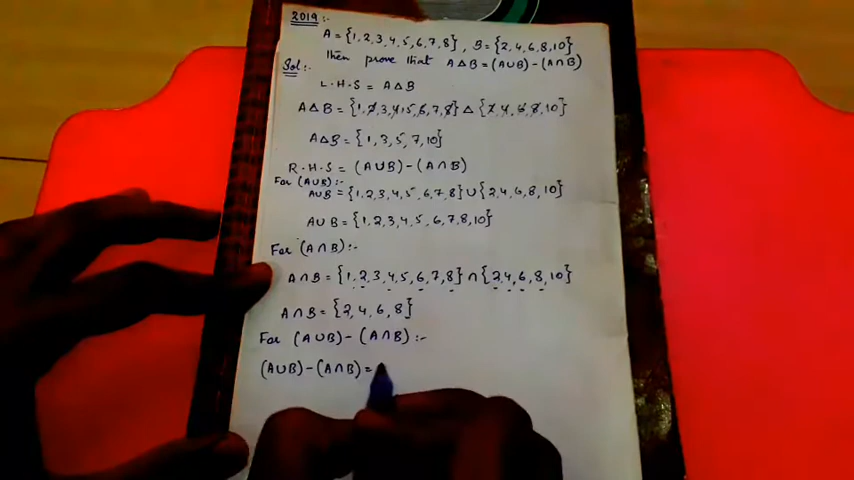 2019:-
A = {1,2,3,4,5,6,7,8}, B = {2,4,6,8,10}
then prove that A∆B = (A∪B) - (A∩B)
Sol:-
L.H.S = A∆B
A∆B = {1,2,3,4,5,6,7,8} ∆ {2,4,6,8,10}
A∆B = {1,3,5,7,10}
R.H.S = (A∪B) - (A∩B)
For (A∪B):-
A∪B = {1,2,3,4,5,6,7,8} ∪ {2,4,6,8,10}
A∪B = {1,2,3,4,5,6,7,8,10}
For (A∩B):-
A∩B = {1,2,3,4,5,6,7,8} ∩ {2,4,6,8,10}
A∩B = {2,4,6,8}
For (A∪B) - (A∩B):-
(A∪B) - (A∩B) =